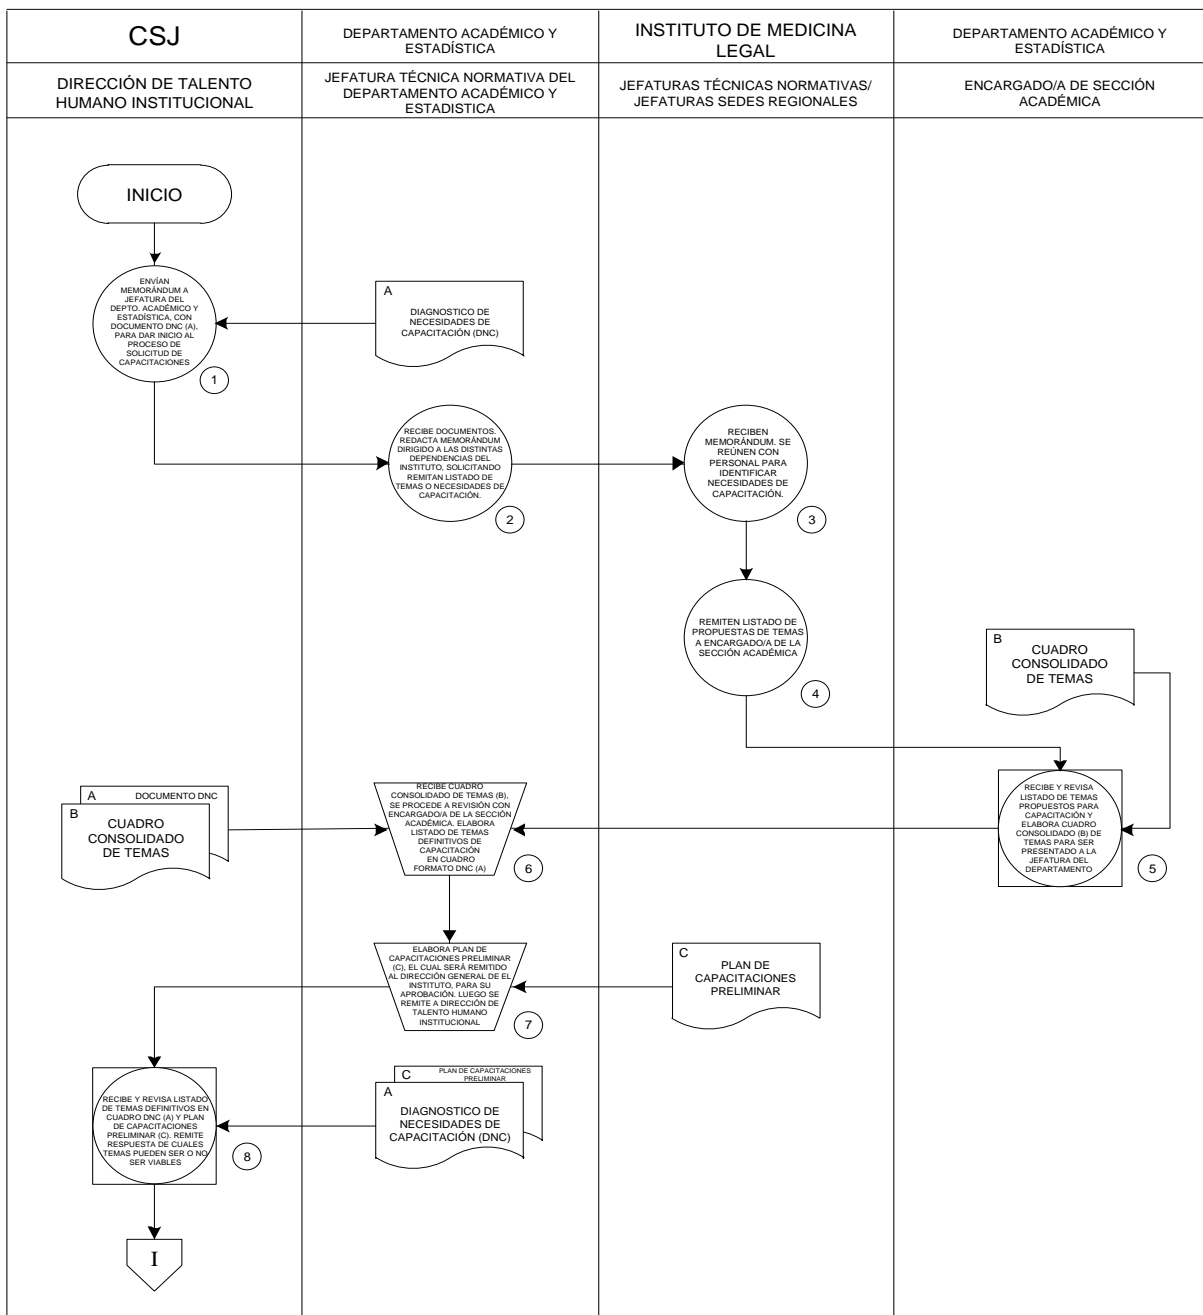 CSJ
DEPARTAMENTO ACADÉMICO Y
ESTADÍSTICA
INSTITUTO DE MEDICINA
LEGAL
DEPARTAMENTO ACADÉMICO Y
ESTADÍSTICA
DIRECCIÓN DE TALENTO
HUMANO INSTITUCIONAL
JEFATURA TÉCNICA NORMATIVA DEL
DEPARTAMENTO ACADÉMICO Y
ESTADISTICA
JEFATURAS TÉCNICAS NORMATIVAS/
JEFATURAS SEDES REGIONALES
ENCARGADO/A DE SECCIÓN
ACADÉMICA
INICIO
ENVÍAN
MEMORÁNDUM A
JEFATURA DEL
DEPTO. ACADÉMICO Y
ESTADÍSTICA, CON
DOCUMENTO DNC (A),
PARA DAR INICIO AL
PROCESO DE
SOLICITUD DE
CAPACITACIONES
1
A
DIAGNOSTICO DE
NECESIDADES DE
CAPACITACIÓN (DNC)
RECIBE DOCUMENTOS.
REDACTA MEMORÁNDUM
DIRIGIDO A LAS DISTINTAS
DEPENDENCIAS DEL
INSTITUTO, SOLICITANDO
REMITAN LISTADO DE
TEMAS O NECESIDADES DE
CAPACITACIÓN.
2
RECIBEN
MEMORÁNDUM. SE
REÚNEN CON
PERSONAL PARA
IDENTIFICAR
NECESIDADES DE
CAPACITACIÓN.
3
REMITEN LISTADO DE
PROPUESTAS DE TEMAS
A ENCARGADO/A DE LA
SECCIÓN ACADÉMICA
4
B
CUADRO
CONSOLIDADO
DE TEMAS
RECIBE Y REVISA
LISTADO DE TEMAS
PROPUESTOS PARA
CAPACITACIÓN Y
ELABORA CUADRO
CONSOLIDADO (B) DE
TEMAS PARA SER
PRESENTADO A LA
JEFATURA DEL
DEPARTAMENTO
5
A DOCUMENTO DNC
B
CUADRO
CONSOLIDADO
DE TEMAS
RECIBE CUADRO
CONSOLIDADO DE TEMAS (B),
SE PROCEDE A REVISIÓN CON
ENCARGADO/A DE LA SECCIÓN
ACADÉMICA. ELABORA
LISTADO DE TEMAS
DEFINITIVOS DE
CAPACITACIÓN
EN CUADRO
FORMATO DNC (A)
6
ELABORA PLAN DE
CAPACITACIONES PRELIMINAR
(C), EL CUAL SERÁ REMITIDO
AL DIRECCIÓN GENERAL DE EL
INSTITUTO, PARA SU
APROBACIÓN. LUEGO SE
REMITE A DIRECCIÓN DE
TALENTO HUMANO
INSTITUCIONAL
7
C
PLAN DE
CAPACITACIONES
PRELIMINAR
RECIBE Y REVISA LISTADO
DE TEMAS DEFINITIVOS EN
CUADRO DNC (A) Y PLAN
DE CAPACITACIONES
PRELIMINAR (C). REMITE
RESPUESTA DE CUALES
TEMAS PUEDEN SER O NO
SER VIABLES
8
C PLAN DE CAPACITACIONES
PRELIMINAR
A
DIAGNOSTICO DE
NECESIDADES DE
CAPACITACIÓN (DNC)
I